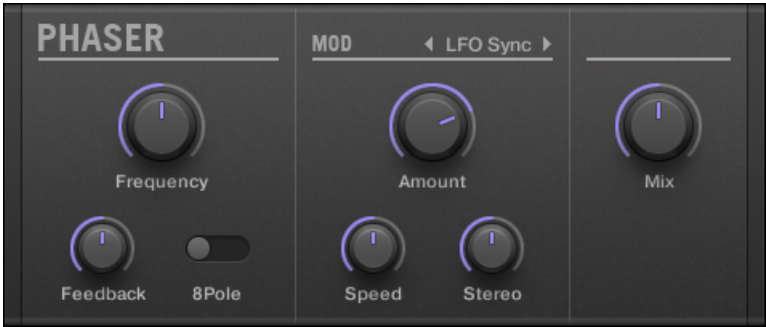 PHASER
MOD
LFO Sync
Frequency
Amount
Mix
Feedback
8Pole
Speed
Stereo